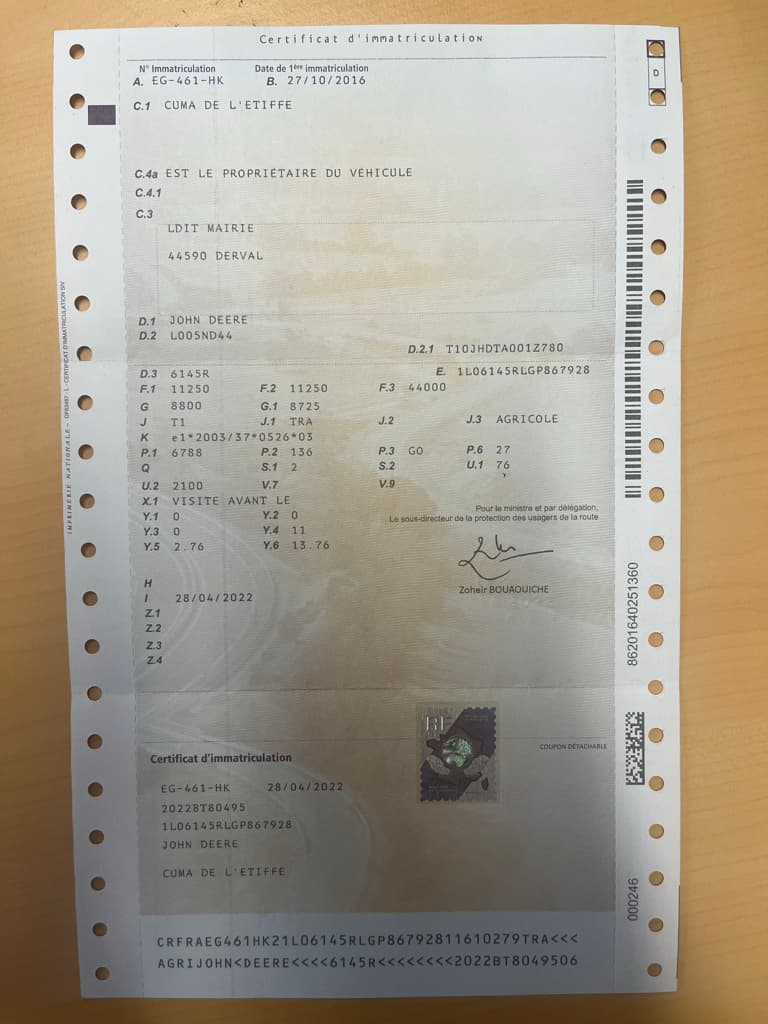 Certificat d'immatriculation
N° Immatriculation Date de 1ère immatriculation
A. EG-461-HK B. 27/10/2016
D
C.1 CUMA DE L'ETIFFE
C.4a EST LE PROPRIÉTAIRE DU VÉHICULE
C.4.1
C.3
LDIT MAIRIE
44590 DERVAL
D.1 JOHN DEERE
D.2 L005ND44
D.2.1 T10JHDTA001Z780
D.3 6145R E. 1L06145RLGP867928
F.1 11250 F.2 11250 F.3 44000
G 8800 G.1 8725
J T1 J.1 TRA J.2 J.3 AGRICOLE
K e1*2003/37*0526*03
P.1 6788 P.2 136 P.3 GO P.6 27
Q S.1 2 S.2 U.1 76
U.2 2100 V.7 V.9
X.1 VISITE AVANT LE
Y.1 0 Y.2 0
Y.3 0 Y.4 11
Y.5 2.76 Y.6 13.76
Pour le ministre et par délégation,
Le sous-directeur de la protection des usagers de la route
Zoheir BOUAOUICHE
H
I 28/04/2022
Z.1
Z.2
Z.3
Z.4
COUPON DÉTACHABLE
Certificat d'immatriculation
EG-461-HK 28/04/2022
2022BT80495
1L06145RLGP867928
JOHN DEERE
CUMA DE L'ETIFFE
CRFRAEG461HK21L06145RLGP86792811610279TRA<<<
AGRIJOHN<DEERE<<<<6145R<<<<<<<<2022BT8049506
86201640251360
000246